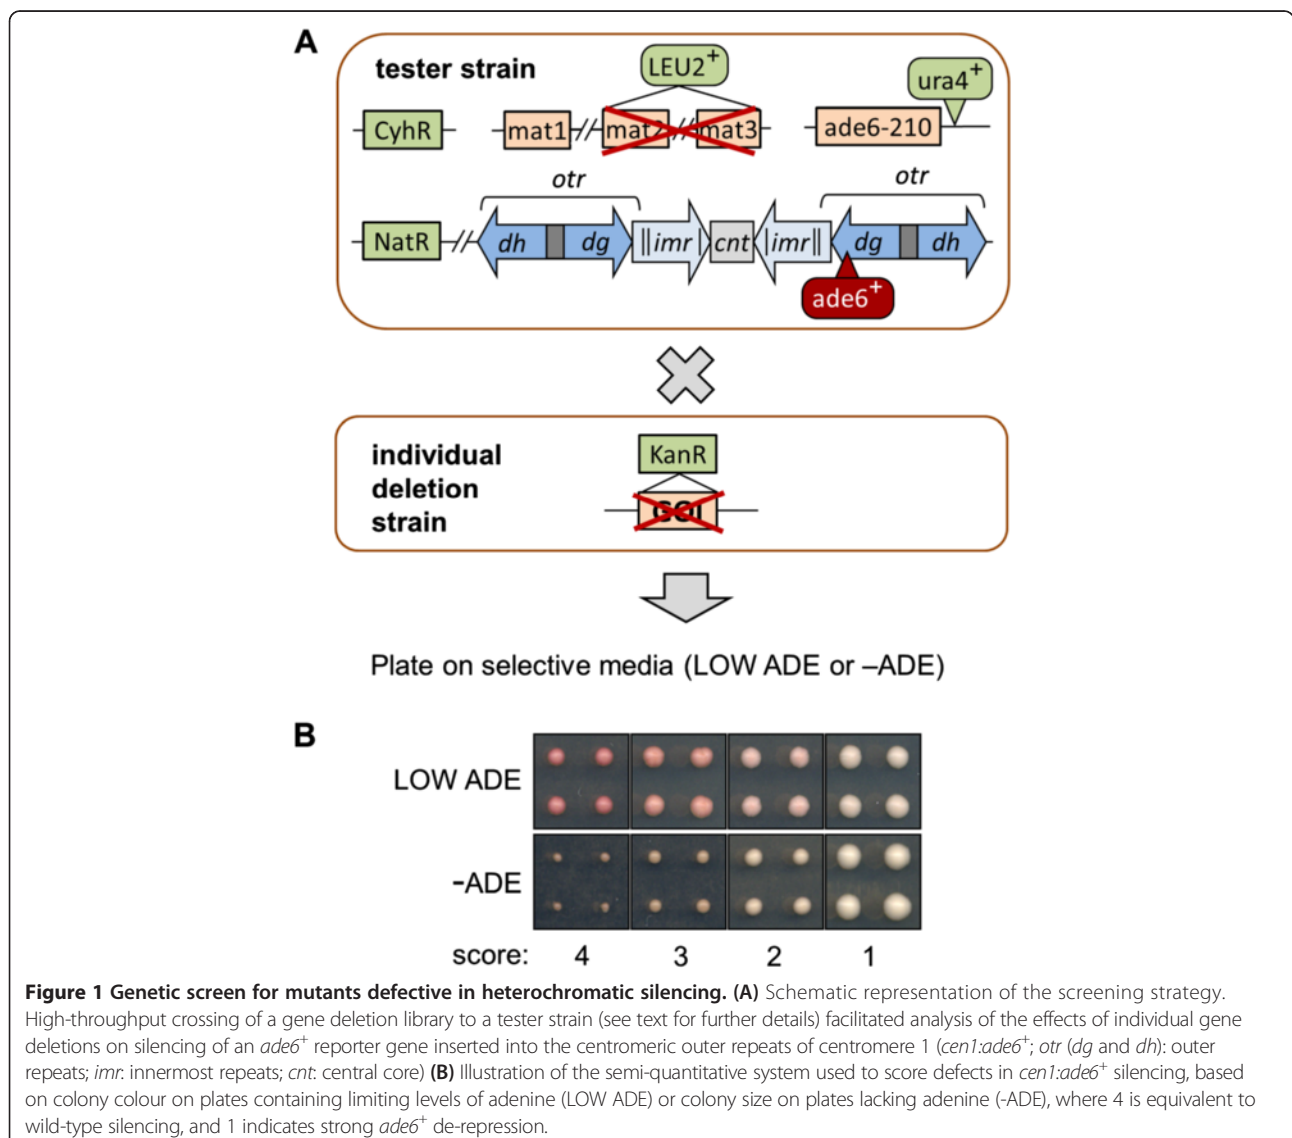 A
tester strain
LEU2+
ura4+
CyhR
mat1
mat2
mat3
ade6-210
otr
otr
NatR
dh
dg
imr
cnt
imr
dg
dh
ade6+
individual
deletion
strain
KanR
GOI
Plate on selective media (LOW ADE or –ADE)
B
LOW ADE
-ADE
score: 4 3 2 1
Figure 1 Genetic screen for mutants defective in heterochromatic silencing. (A) Schematic representation of the screening strategy.
High-throughput crossing of a gene deletion library to a tester strain (see text for further details) facilitated analysis of the effects of individual gene
deletions on silencing of an ade6+ reporter gene inserted into the centromeric outer repeats of centromere 1 (cen1:ade6+; otr (dg and dh): outer
repeats; imr: innermost repeats; cnt: central core) (B) Illustration of the semi-quantitative system used to score defects in cen1:ade6+ silencing, based
on colony colour on plates containing limiting levels of adenine (LOW ADE) or colony size on plates lacking adenine (-ADE), where 4 is equivalent to
wild-type silencing, and 1 indicates strong ade6+ de-repression.